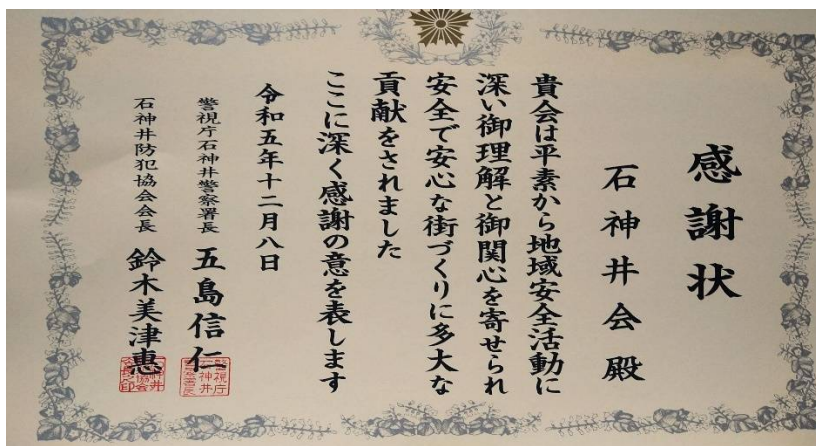 感謝状
石神井会殿
貴会は平素から地域安全活動に
深い御理解と御関心を寄せられ
安全で安心な街づくりに多大な
貢献をされました
ここに深く感謝の意を表します
令和五年十二月八日
警視庁石神井警察署長 五島信仁
石神井防犯協会会長 鈴木美津惠